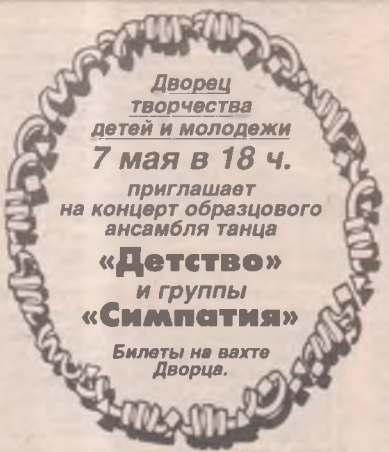 Дворец
творчества
детей и молодежи
7 мая в 18 ч.
приглашает
на концерт образцового
ансамбля танца
«Детство»
и группы
«Симпатия»
Билеты на вахте
Дворца.